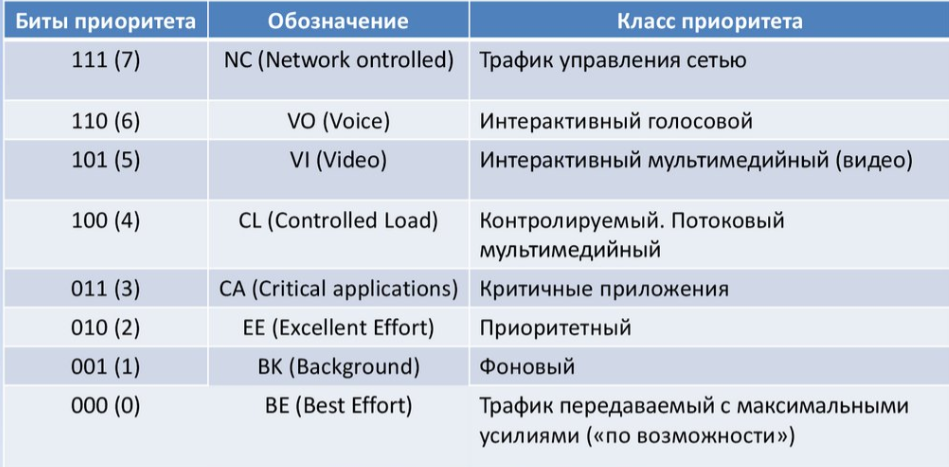 Биты приоритета Обозначение Класс приоритета
111 (7) NC (Network ontrolled) Трафик управления сетью
110 (6) VO (Voice) Интерактивный голосовой
101 (5) VI (Video) Интерактивный мультимедийный (видео)
100 (4) CL (Controlled Load) Контролируемый. Потоковый
мультимедийный
011 (3) CA (Critical applications) Критичные приложения
010 (2) EE (Excellent Effort) Приоритетный
001 (1) BK (Background) Фоновый
000 (0) BE (Best Effort) Трафик передаваемый с максимальными
усилиями («по возможности»)